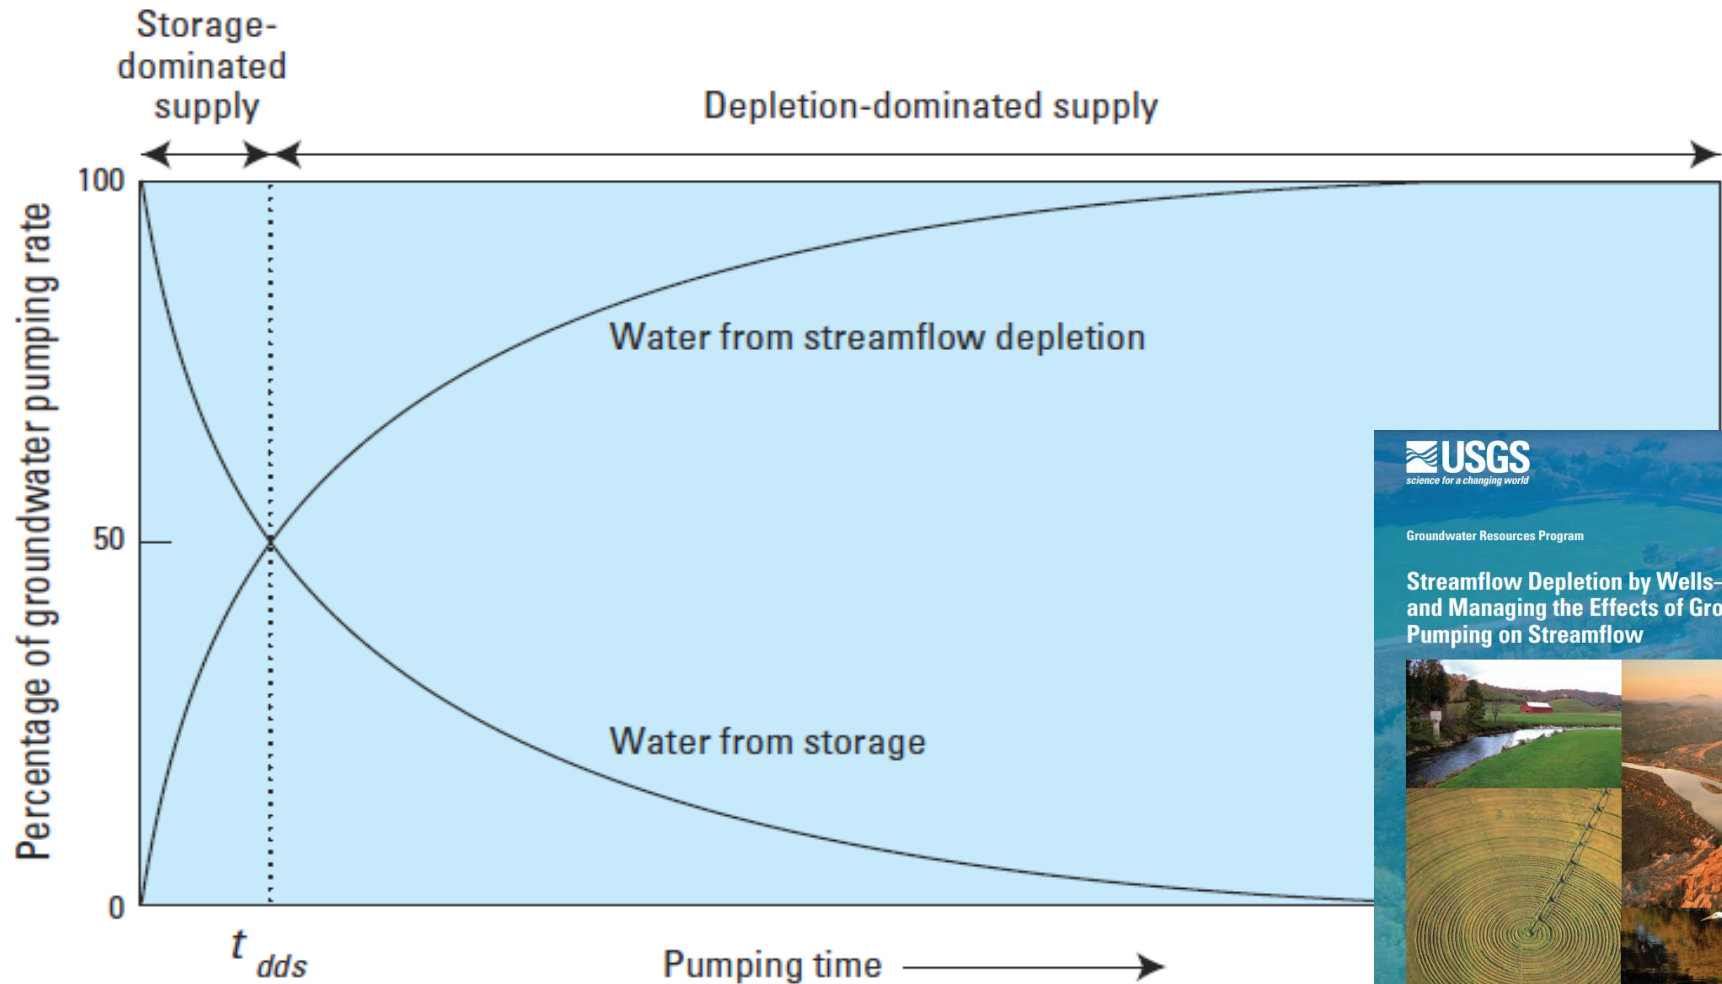 Storage-
dominated
supply
Depletion-dominated supply
100
50
0
Percentage of groundwater pumping rate
Water from streamflow depletion
Water from storage
t dds
Pumping time
USGS
science for a changing world
Groundwater Resources Program
Streamflow Depletion by Wells–
and Managing the Effects of Gro
Pumping on Streamflow